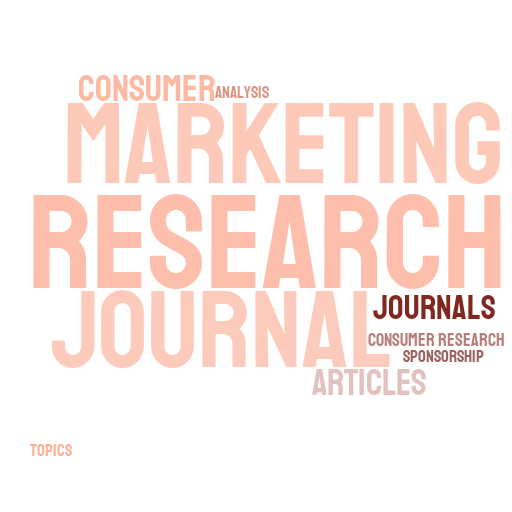 CONSUMER
ANALYSIS
MARKETING
RESEARCH
JOURNAL
JOURNALS
CONSUMER RESEARCH
SPONSORSHIP
ARTICLES
TOPICS